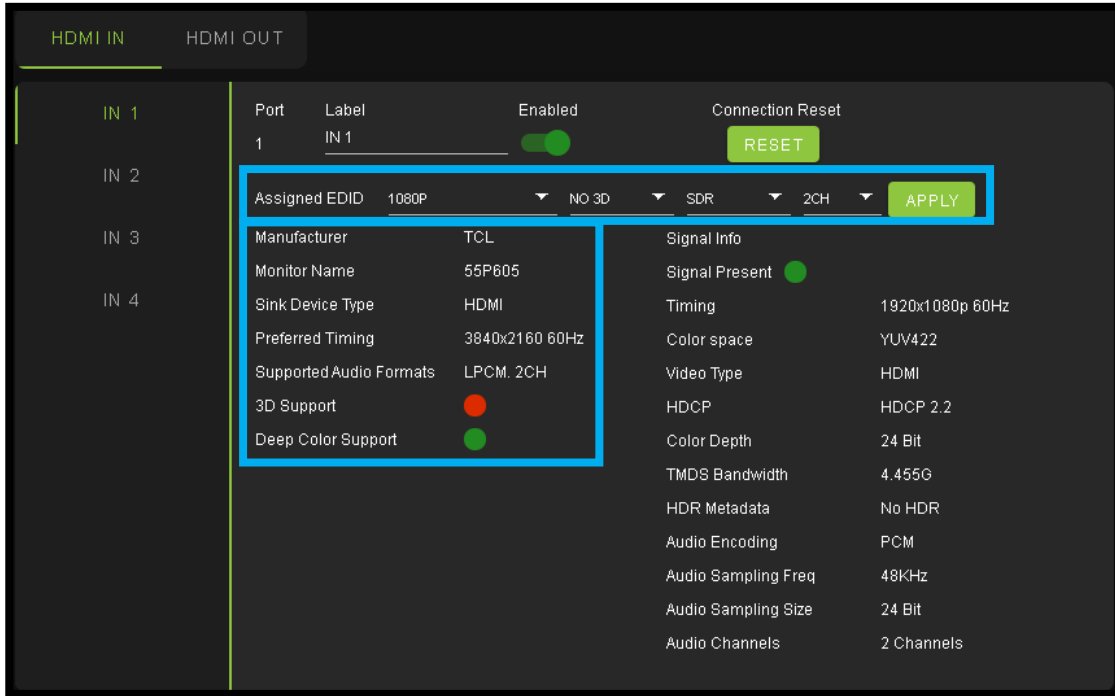 HDMI IN HDMI OUT
IN 1
IN 2
IN 3
IN 4
Port Label Enabled Connection Reset
1 IN 1 RESET
Assigned EDID 1080P NO 3D SDR 2CH APPLY
Manufacturer TCL
Monitor Name 55P605
Sink Device Type HDMI
Preferred Timing 3840x2160 60Hz
Supported Audio Formats LPCM. 2CH
3D Support
Deep Color Support
Signal Info
Signal Present
Timing 1920x1080p 60Hz
Color space YUV422
Video Type HDMI
HDCP HDCP 2.2
Color Depth 24 Bit
TMDS Bandwidth 4.455G
HDR Metadata No HDR
Audio Encoding PCM
Audio Sampling Freq 48KHz
Audio Sampling Size 24 Bit
Audio Channels 2 Channels